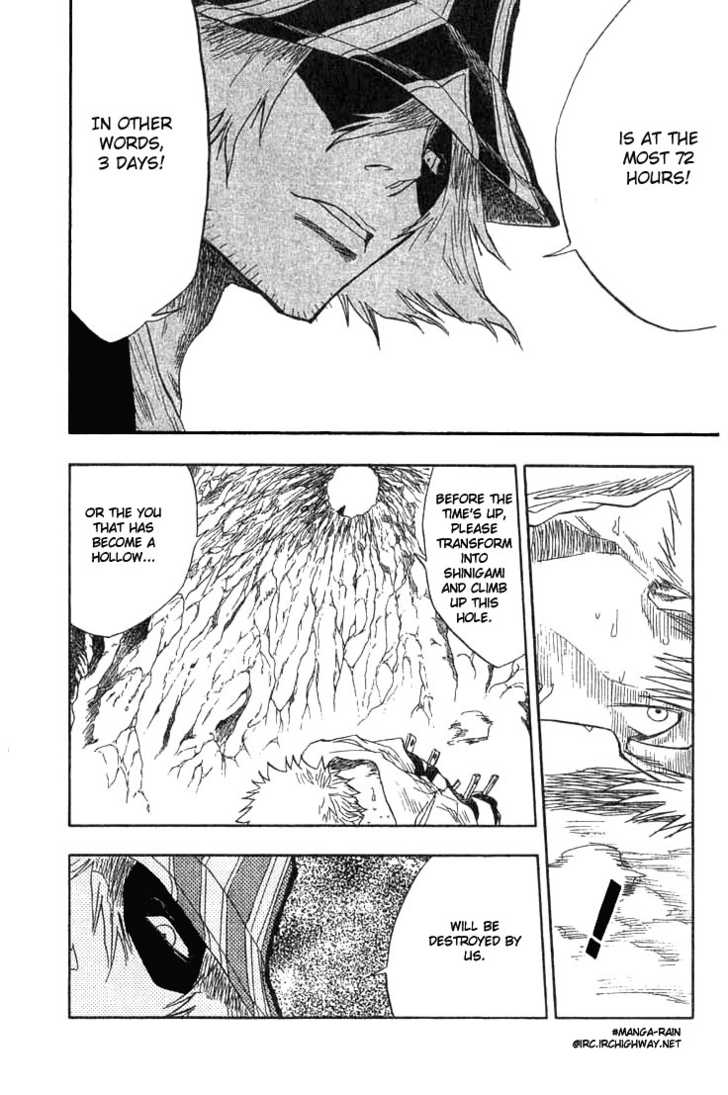 IS AT THE
MOST 72
HOURS!
IN OTHER
WORDS,
3 DAYS!
!
BEFORE THE
TIME'S UP,
PLEASE
TRANSFORM
INTO
SHINIGAMI
AND CLIMB
UP THIS
HOLE.
OR THE YOU
THAT HAS
BECOME A
HOLLOW...
WILL BE
DESTROYED BY
US.
#MANGA-RAIN
@IRC.IRCHIGHWAY.NET